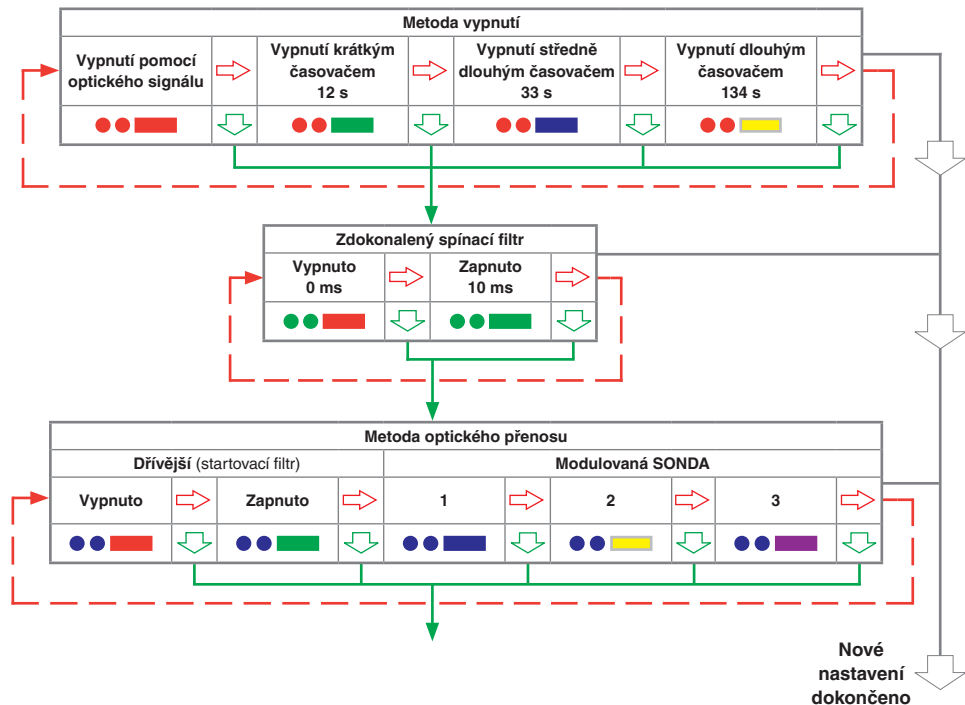 Metoda vypnutí
Vypnutí pomocí
optického signálu
Vypnutí krátkým
časovačem
12 s
Vypnutí středně
dlouhým časovačem
33 s
Vypnutí dlouhým
časovačem
134 s
Zdokonalený spínací filtr
Vypnuto
0 ms
Zapnuto
10 ms
Metoda optického přenosu
Dřívější (startovací filtr)
Modulovaná SONDA
Vypnuto
Zapnuto
1
2
3
Nové
nastavení
dokončeno